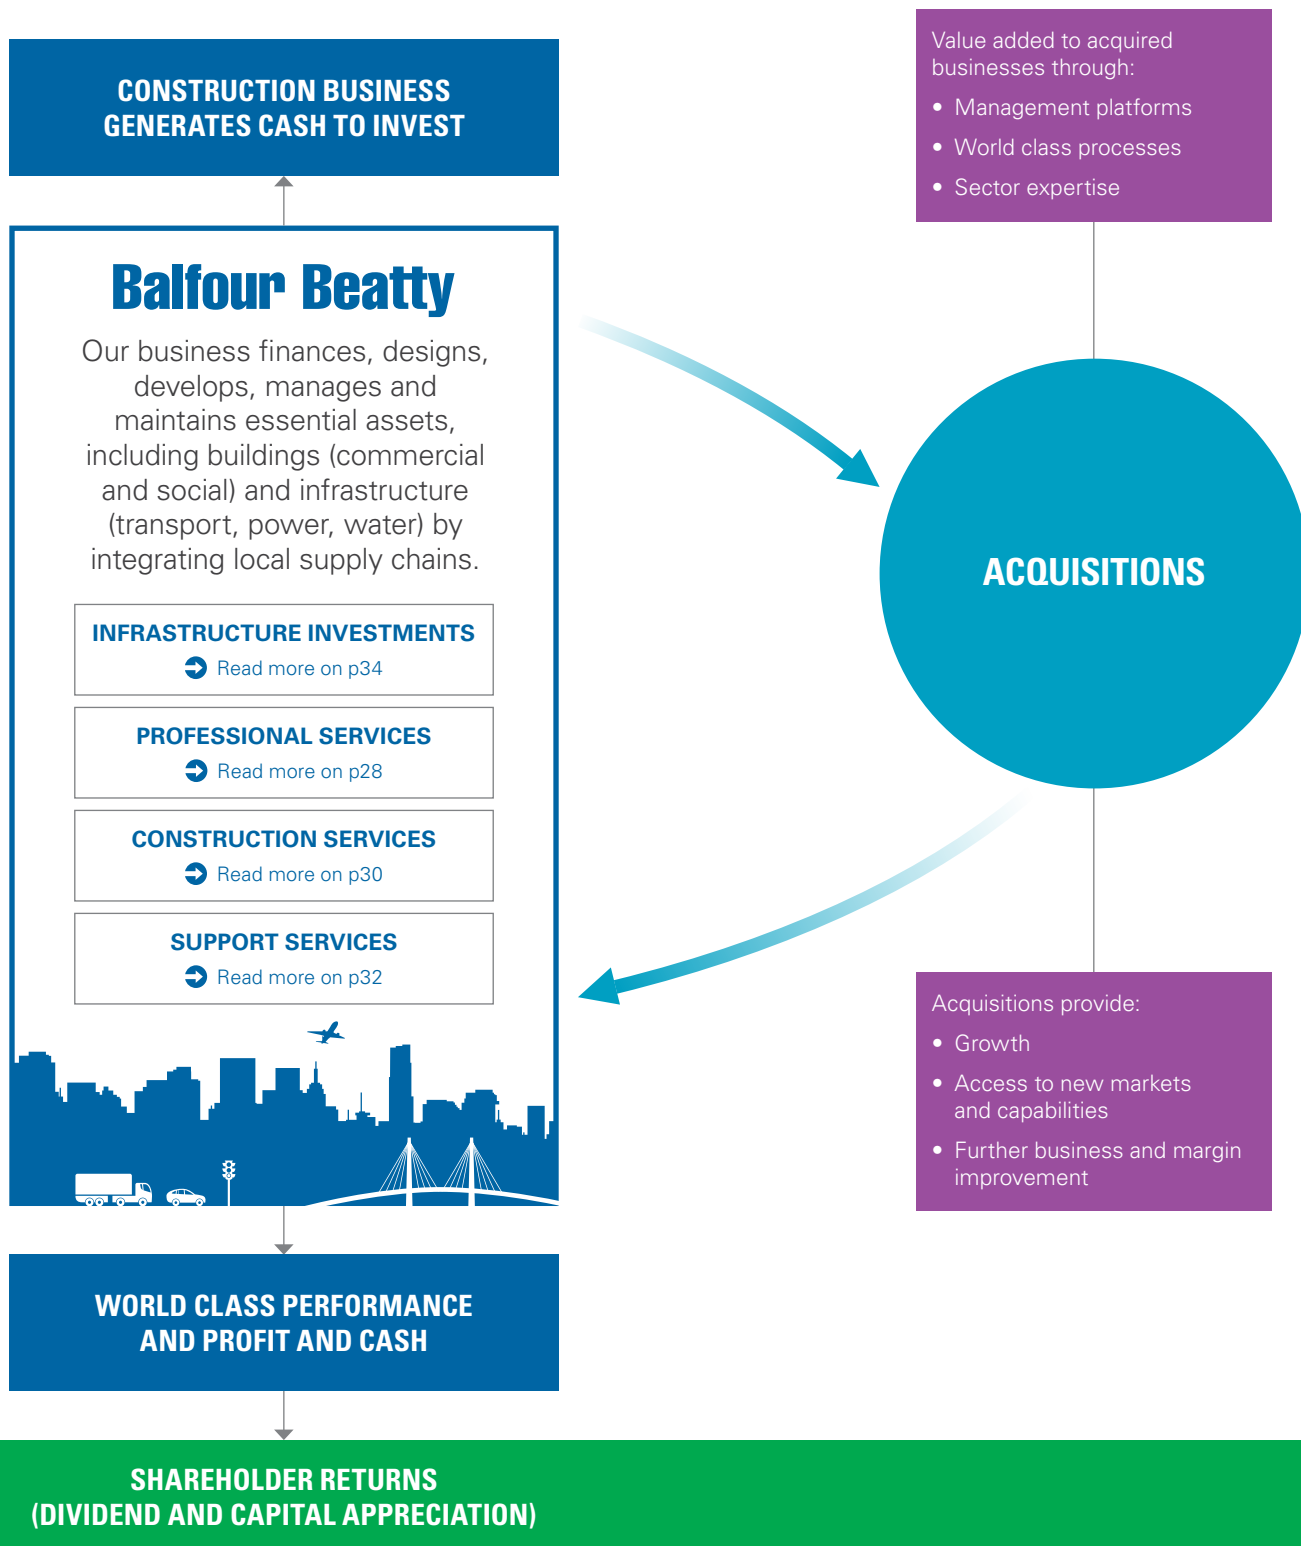 CONSTRUCTION BUSINESS
GENERATES CASH TO INVEST
Balfour Beatty
Our business finances, designs,
develops, manages and
maintains essential assets,
including buildings (commercial
and social) and infrastructure
(transport, power, water) by
integrating local supply chains.
INFRASTRUCTURE INVESTMENTS
Read more on p34
PROFESSIONAL SERVICES
Read more on p28
CONSTRUCTION SERVICES
Read more on p30
SUPPORT SERVICES
Read more on p32
WORLD CLASS PERFORMANCE
AND PROFIT AND CASH
SHAREHOLDER RETURNS
(DIVIDEND AND CAPITAL APPRECIATION)
Value added to acquired
businesses through:
• Management platforms
• World class processes
• Sector expertise
ACQUISITIONS
Acquisitions provide:
• Growth
• Access to new markets
and capabilities
• Further business and margin
improvement